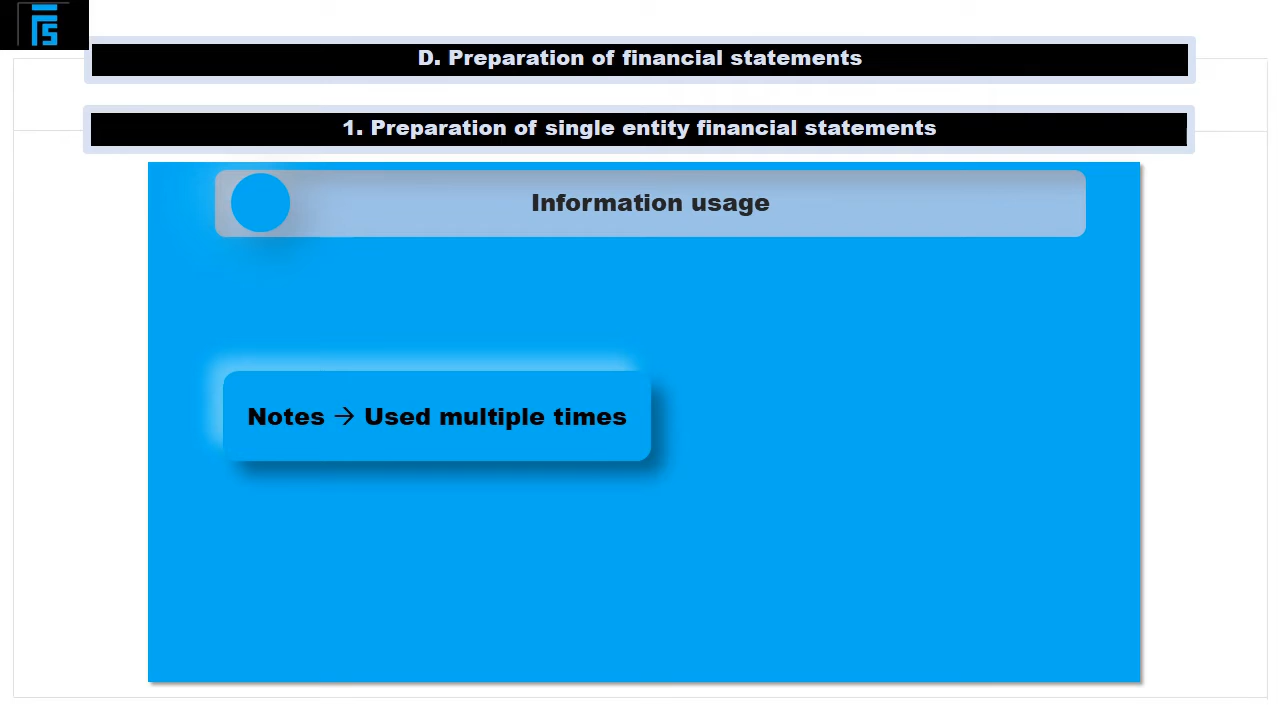 D. Preparation of financial statements
1. Preparation of single entity financial statements
Information usage
Notes → Used multiple times